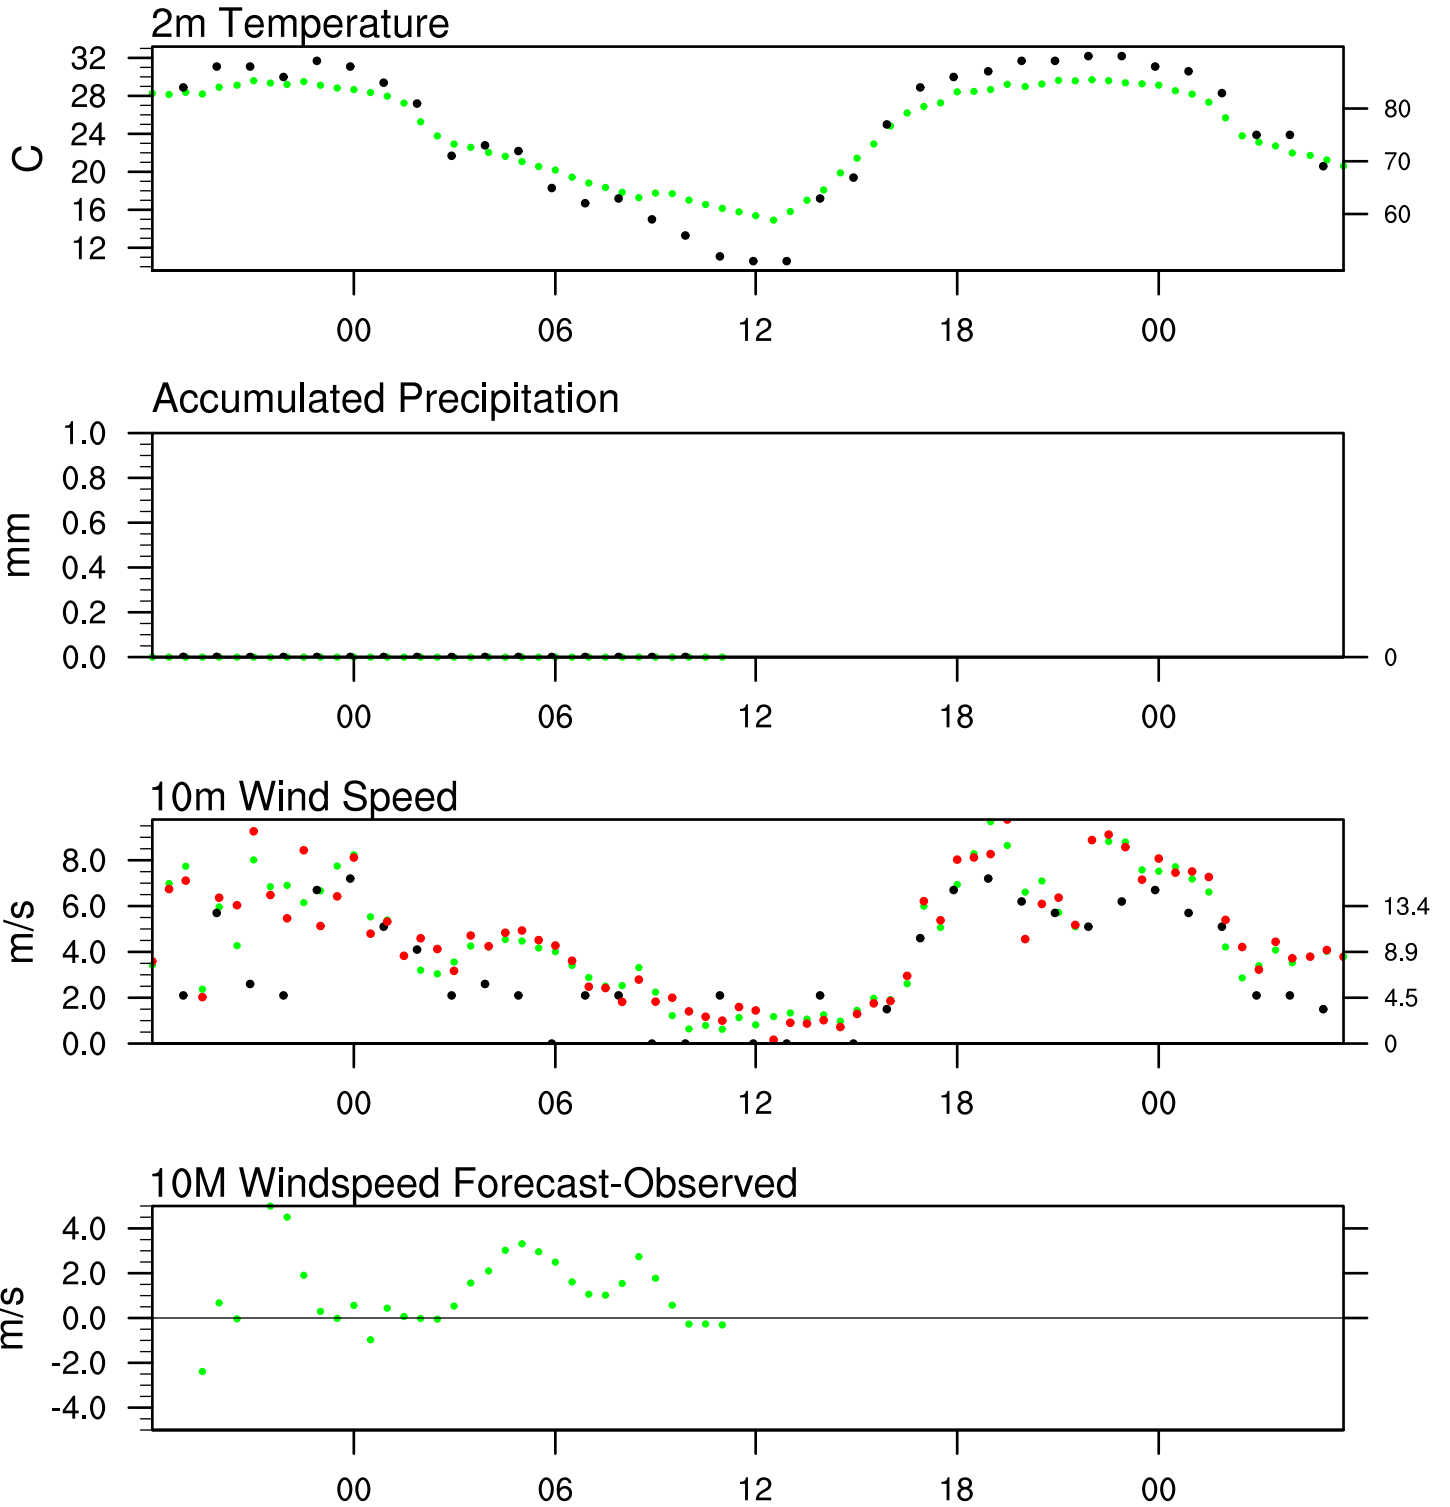 2m Temperature
32
28
24
20
16
12
C
80
70
60
00 06 12 18 00
Accumulated Precipitation
1.0
0.8
0.6
0.4
0.2
0.0
mm
0
00 06 12 18 00
10m Wind Speed
8.0
6.0
4.0
2.0
0.0
m/s
13.4
8.9
4.5
0
00 06 12 18 00
10M Windspeed Forecast-Observed
4.0
2.0
0.0
-2.0
-4.0
m/s
00 06 12 18 00